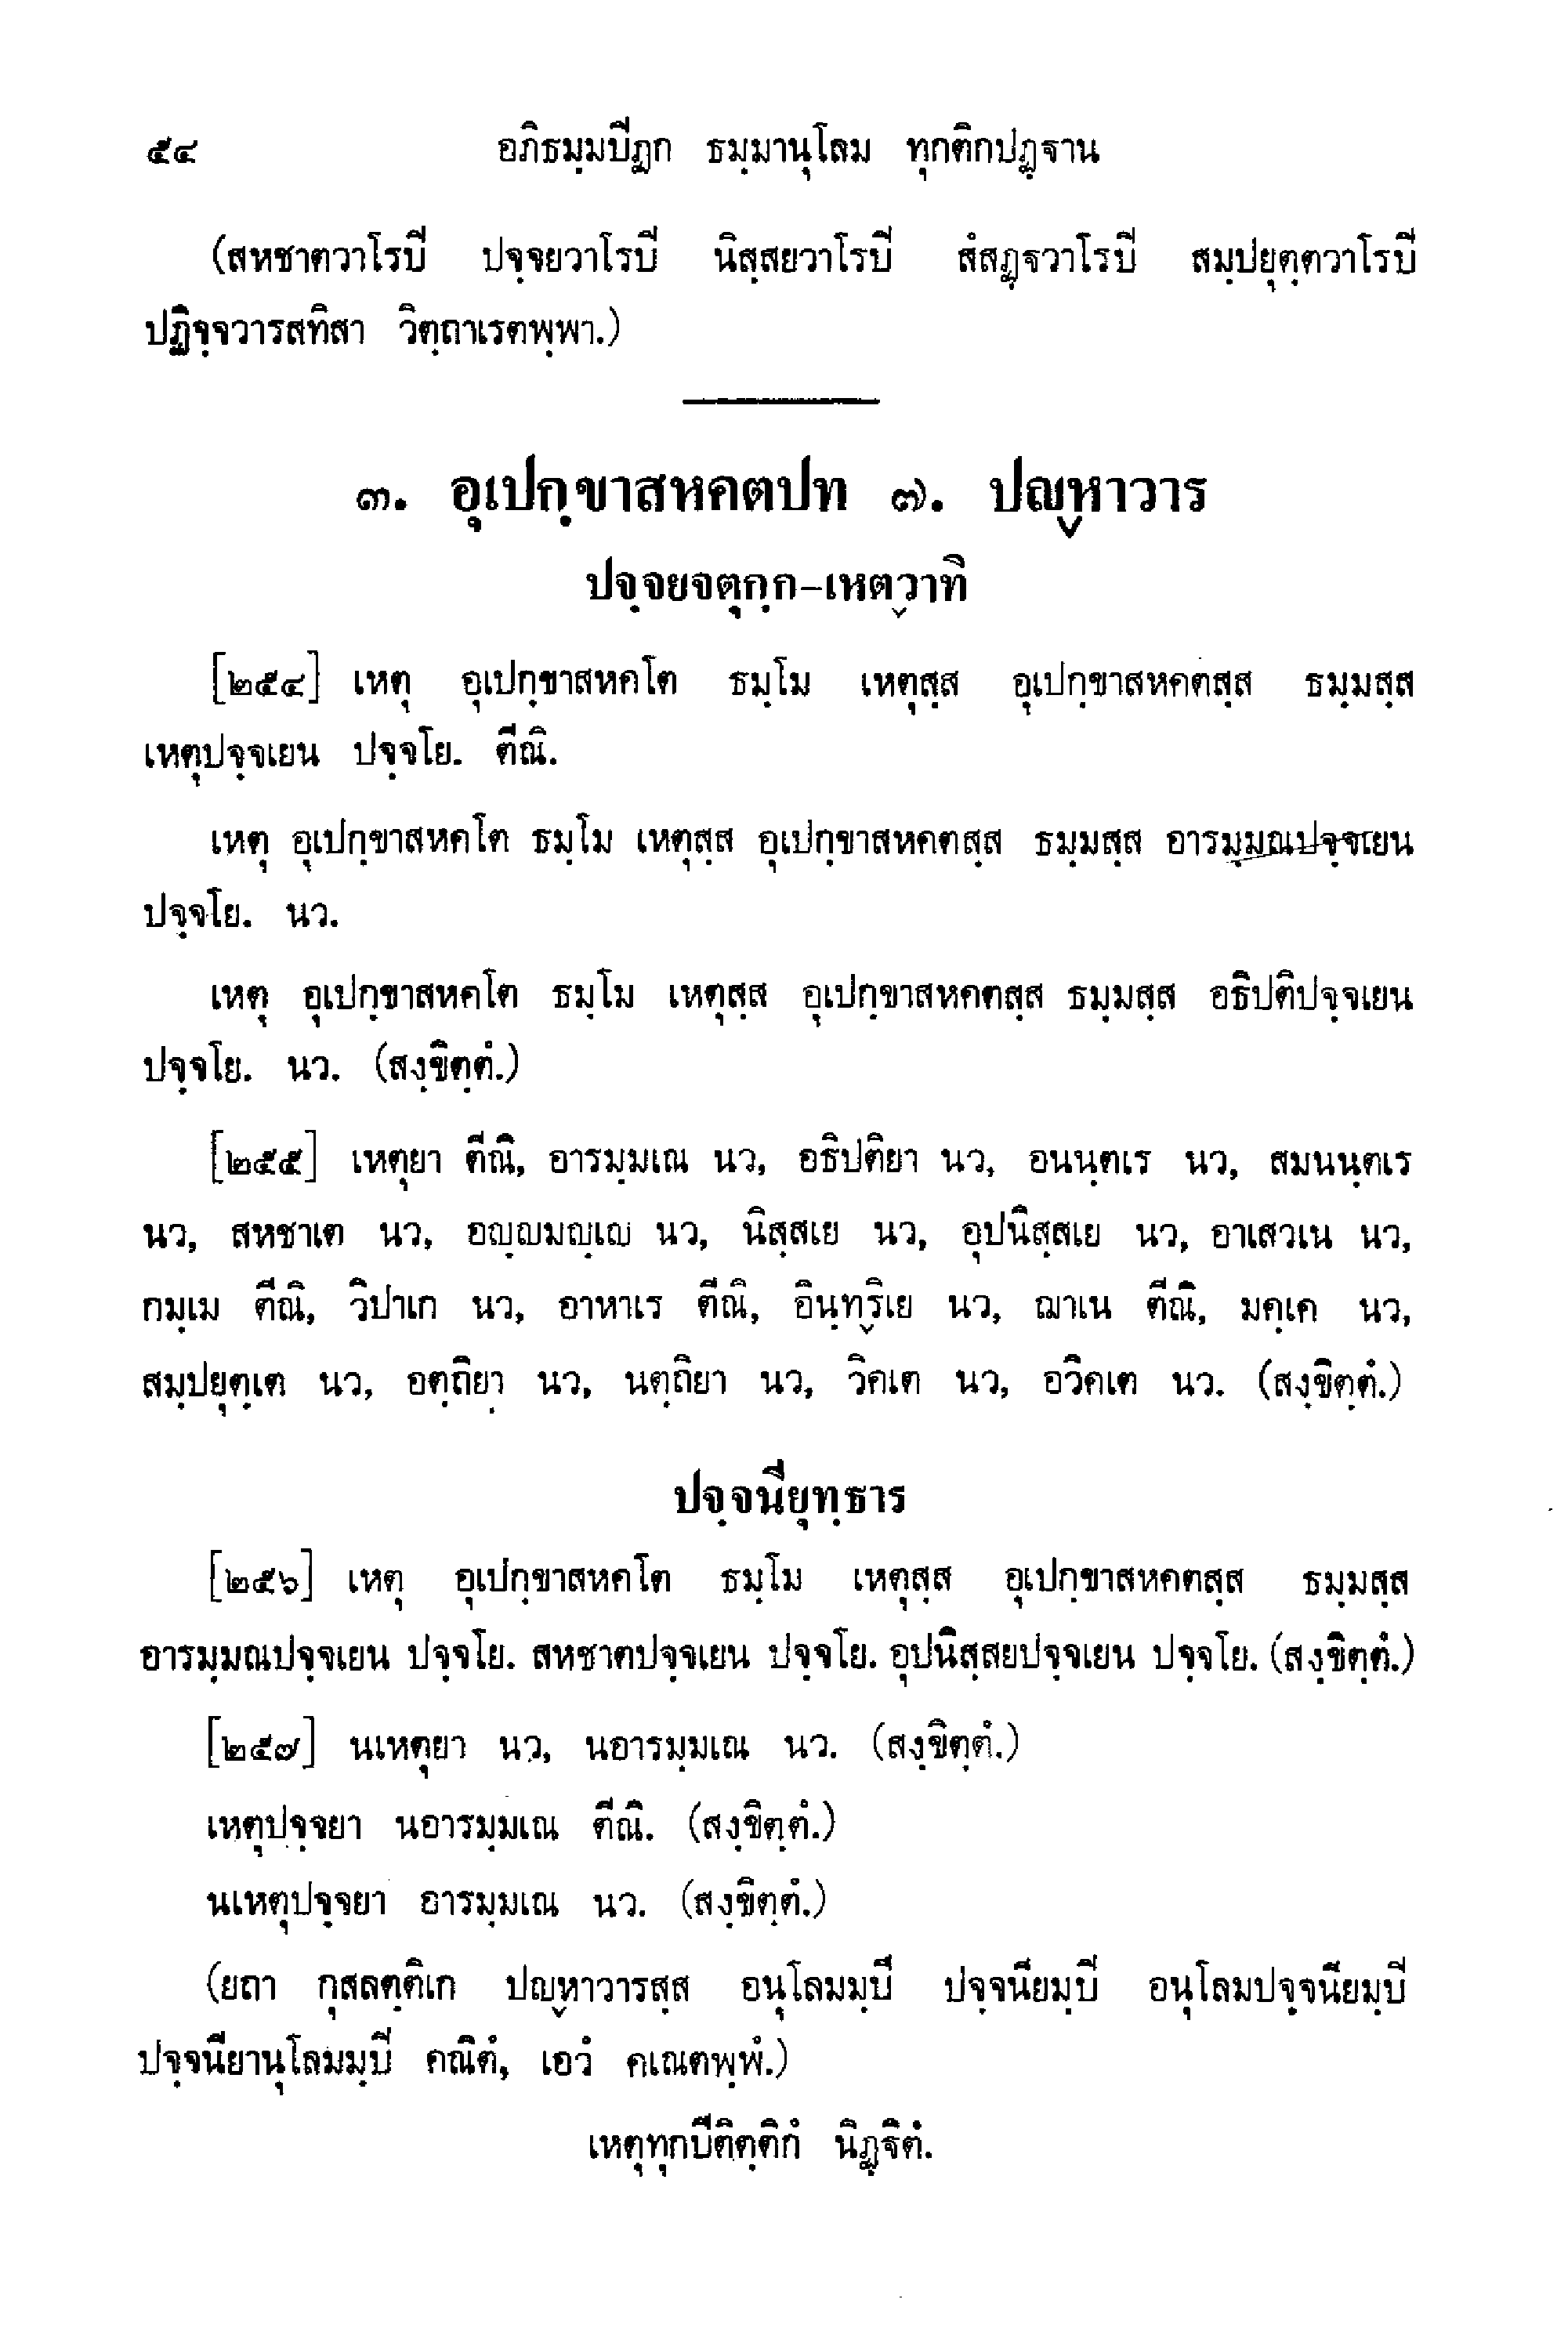 ๕๔ อภิธมฺมปิฏก ธมฺมานุโลม ทุกติกปฏฺฐาน
(สหชาตวาโรปิ ปจฺจยวาโรปิ นิสฺสยวาโรปิ สํสฏฺฐวาโรปิ สมฺปยุตฺตวาโรปิ
ปฏิจฺจวารสทิสา วิตฺถาเรตพฺพา.)
๓. อุเปกฺขาสหคตปท ๗. ปญฺหาวาร
ปจฺจยจตุกฺก-เหตฺวาทิ
[๒๕๔] เหตุ อุเปกฺขาสหคโต ธมฺโม เหตุสฺส อุเปกฺขาสหคตสฺส ธมฺมสฺส
เหตุปจฺจเยน ปจฺจโย. ตีณิ.
เหตุ อุเปกฺขาสหคโต ธมฺโม เหตุสฺส อุเปกฺขาสหคตสฺส ธมฺมสฺส อารมฺมณปจฺจเยน
ปจฺจโย. นว.
เหตุ อุเปกฺขาสหคโต ธมฺโม เหตุสฺส อุเปกฺขาสหคตสฺส ธมฺมสฺส อธิปติปจฺจเยน
ปจฺจโย. นว. (สงฺขิตฺตํ.)
[๒๕๕] เหตุยา ตีณิ, อารมฺมเณ นว, อธิปติยา นว, อนนฺตเร นว, สมนนฺตเร
นว, สหชาเต นว, อญฺญมญฺเญ นว, นิสฺสเย นว, อุปนิสฺสเย นว, อาเสวเน นว,
กมฺเม ตีณิ, วิปาเก นว, อาหาเร ตีณิ, อินฺทฺริเย นว, ฌาเน ตีณิ, มคฺเค นว,
สมฺปยุตฺเต นว, อตฺถิยา นว, นตฺถิยา นว, วิคเต นว, อวิคเต นว. (สงฺขิตฺตํ.)
ปจฺจนียุทฺธาร
[๒๕๖] เหตุ อุเปกฺขาสหคโต ธมฺโม เหตุสฺส อุเปกฺขาสหคตสฺส ธมฺมสฺส
อารมฺมณปจฺจเยน ปจฺจโย. สหชาตปจฺจเยน ปจฺจโย. อุปนิสฺสยปจฺจเยน ปจฺจโย. (สงฺขิตฺตํ.)
[๒๕๗] นเหตุยา นว, นอารมฺมเณ นว. (สงฺขิตฺตํ.)
เหตุปจฺจยา นอารมฺมเณ ตีณิ. (สงฺขิตฺตํ.)
นเหตุปจฺจยา อารมฺมเณ นว. (สงฺขิตฺตํ.)
(ยถา กุสลตฺติเก ปญฺหาวารสฺส อนุโลมมฺปิ ปจฺจนียมฺปิ อนุโลมปจฺจนียมฺปิ
ปจฺจนียานุโลมมฺปิ คณิตํ, เอวํ คเณตพฺพํ.)
เหตุทุกปีติตฺติกํ นิฏฺฐิตํ.